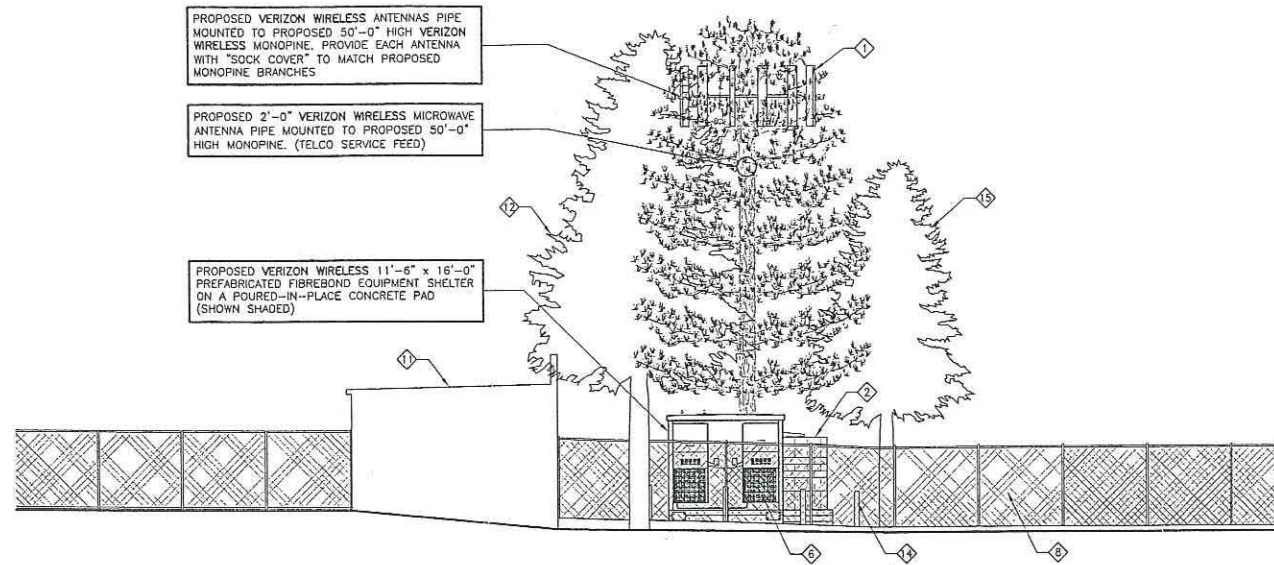 PROPOSED VERIZON WIRELESS ANTENNAS PIPE
MOUNTED TO PROPOSED 50'-0" HIGH VERIZON
WIRELESS MONOPINE. PROVIDE EACH ANTENNA
WITH "SOCK COVER" TO MATCH PROPOSED
MONOPINE BRANCHES
1
PROPOSED 2'-0" VERIZON WIRELESS MICROWAVE
ANTENNA PIPE MOUNTED TO PROPOSED 50'-0"
HIGH MONOPINE. (TELCO SERVICE FEED)
12
15
PROPOSED VERIZON WIRELESS 11'-6" x 16'-0"
PREFABRICATED FIBREBOND EQUIPMENT SHELTER
ON A POURED-IN-PLACE CONCRETE PAD
(SHOWN SHADED)
11
2
6
14
8